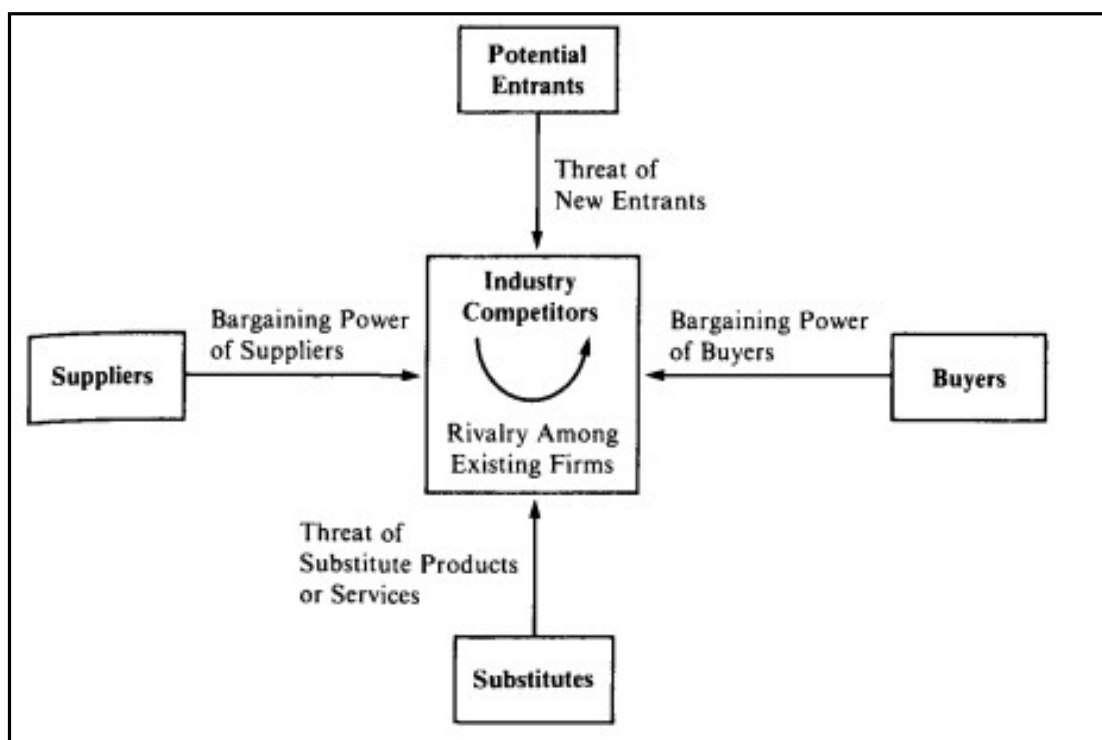 Potential
Entrants
Threat of
New Entrants
Industry
Competitors
Bargaining Power
of Suppliers
Bargaining Power
of Buyers
Suppliers
Buyers
Rivalry Among
Existing Firms
Threat of
Substitute Products
or Services
Substitutes